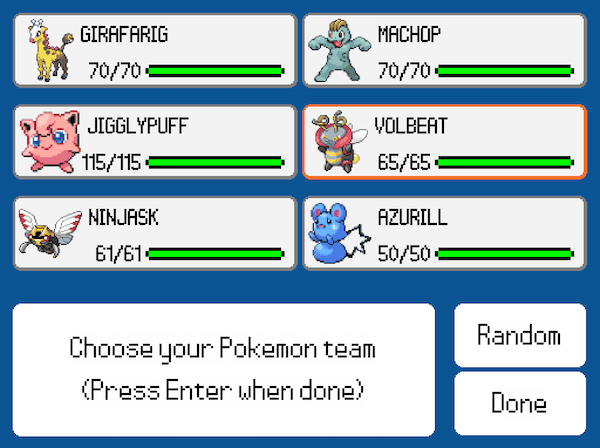 GIRAFARIG
70/70
MACHOP
70/70
JIGGLYPUFF
115/115
VOLBEAT
65/65
NINJASK
61/61
AZURILL
50/50
Choose your Pokemon team
(Press Enter when done)
Random
Done